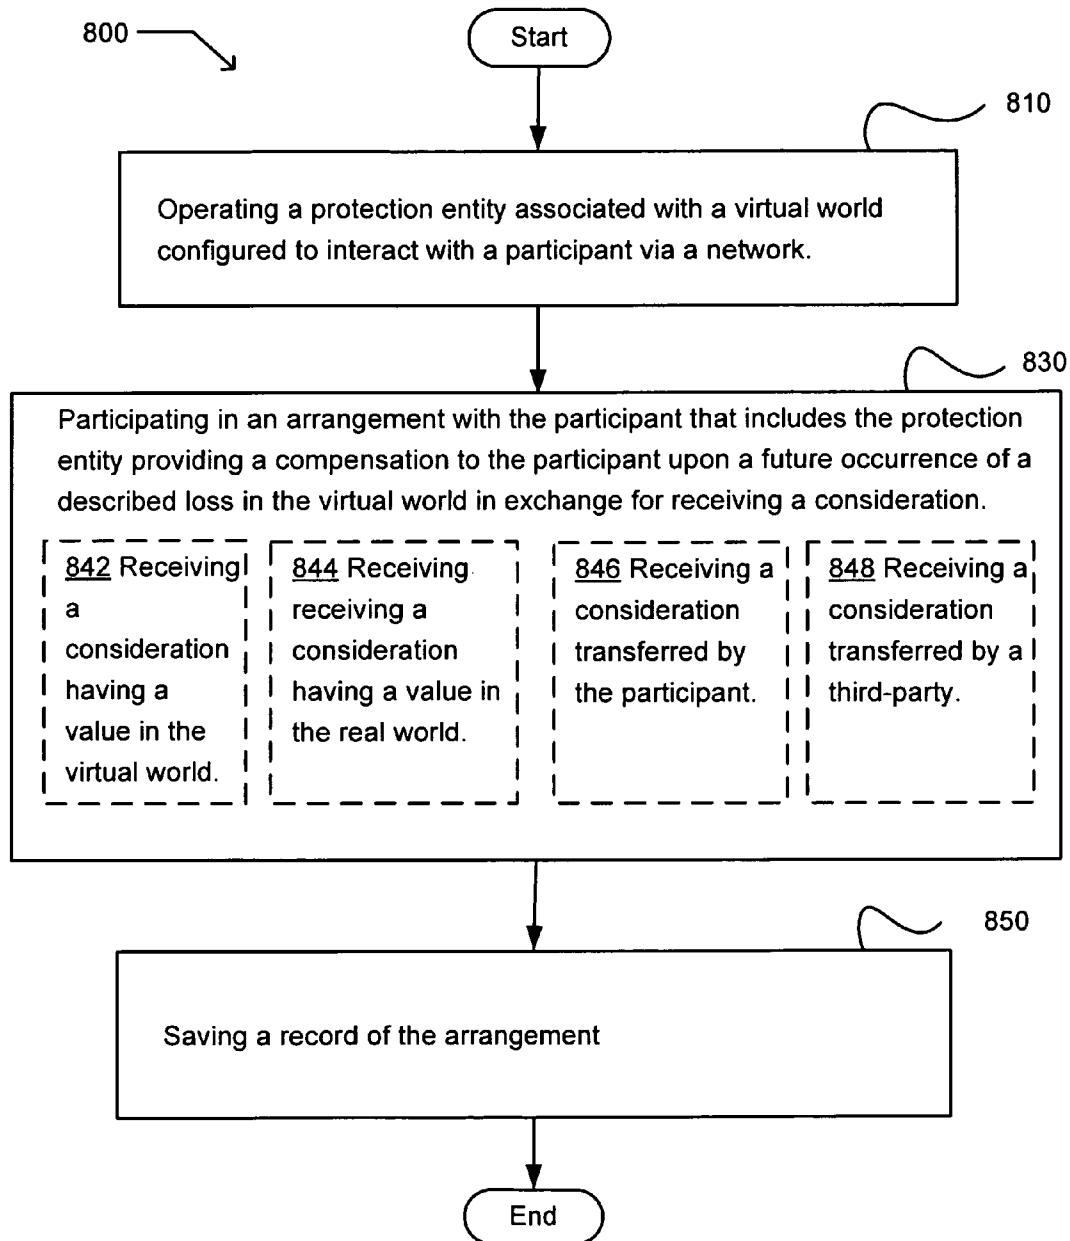 800
Start
810
Operating a protection entity associated with a virtual world
configured to interact with a participant via a network.
830
Participating in an arrangement with the participant that includes the protection
entity providing a compensation to the participant upon a future occurrence of a
described loss in the virtual world in exchange for receiving a consideration.
842 Receiving
a
consideration
having a
value in the
virtual world.
844 Receiving
receiving a
consideration
having a value in
the real world.
846 Receiving a
consideration
transferred by
the participant.
848 Receiving a
consideration
transferred by a
third-party.
850
Saving a record of the arrangement
End